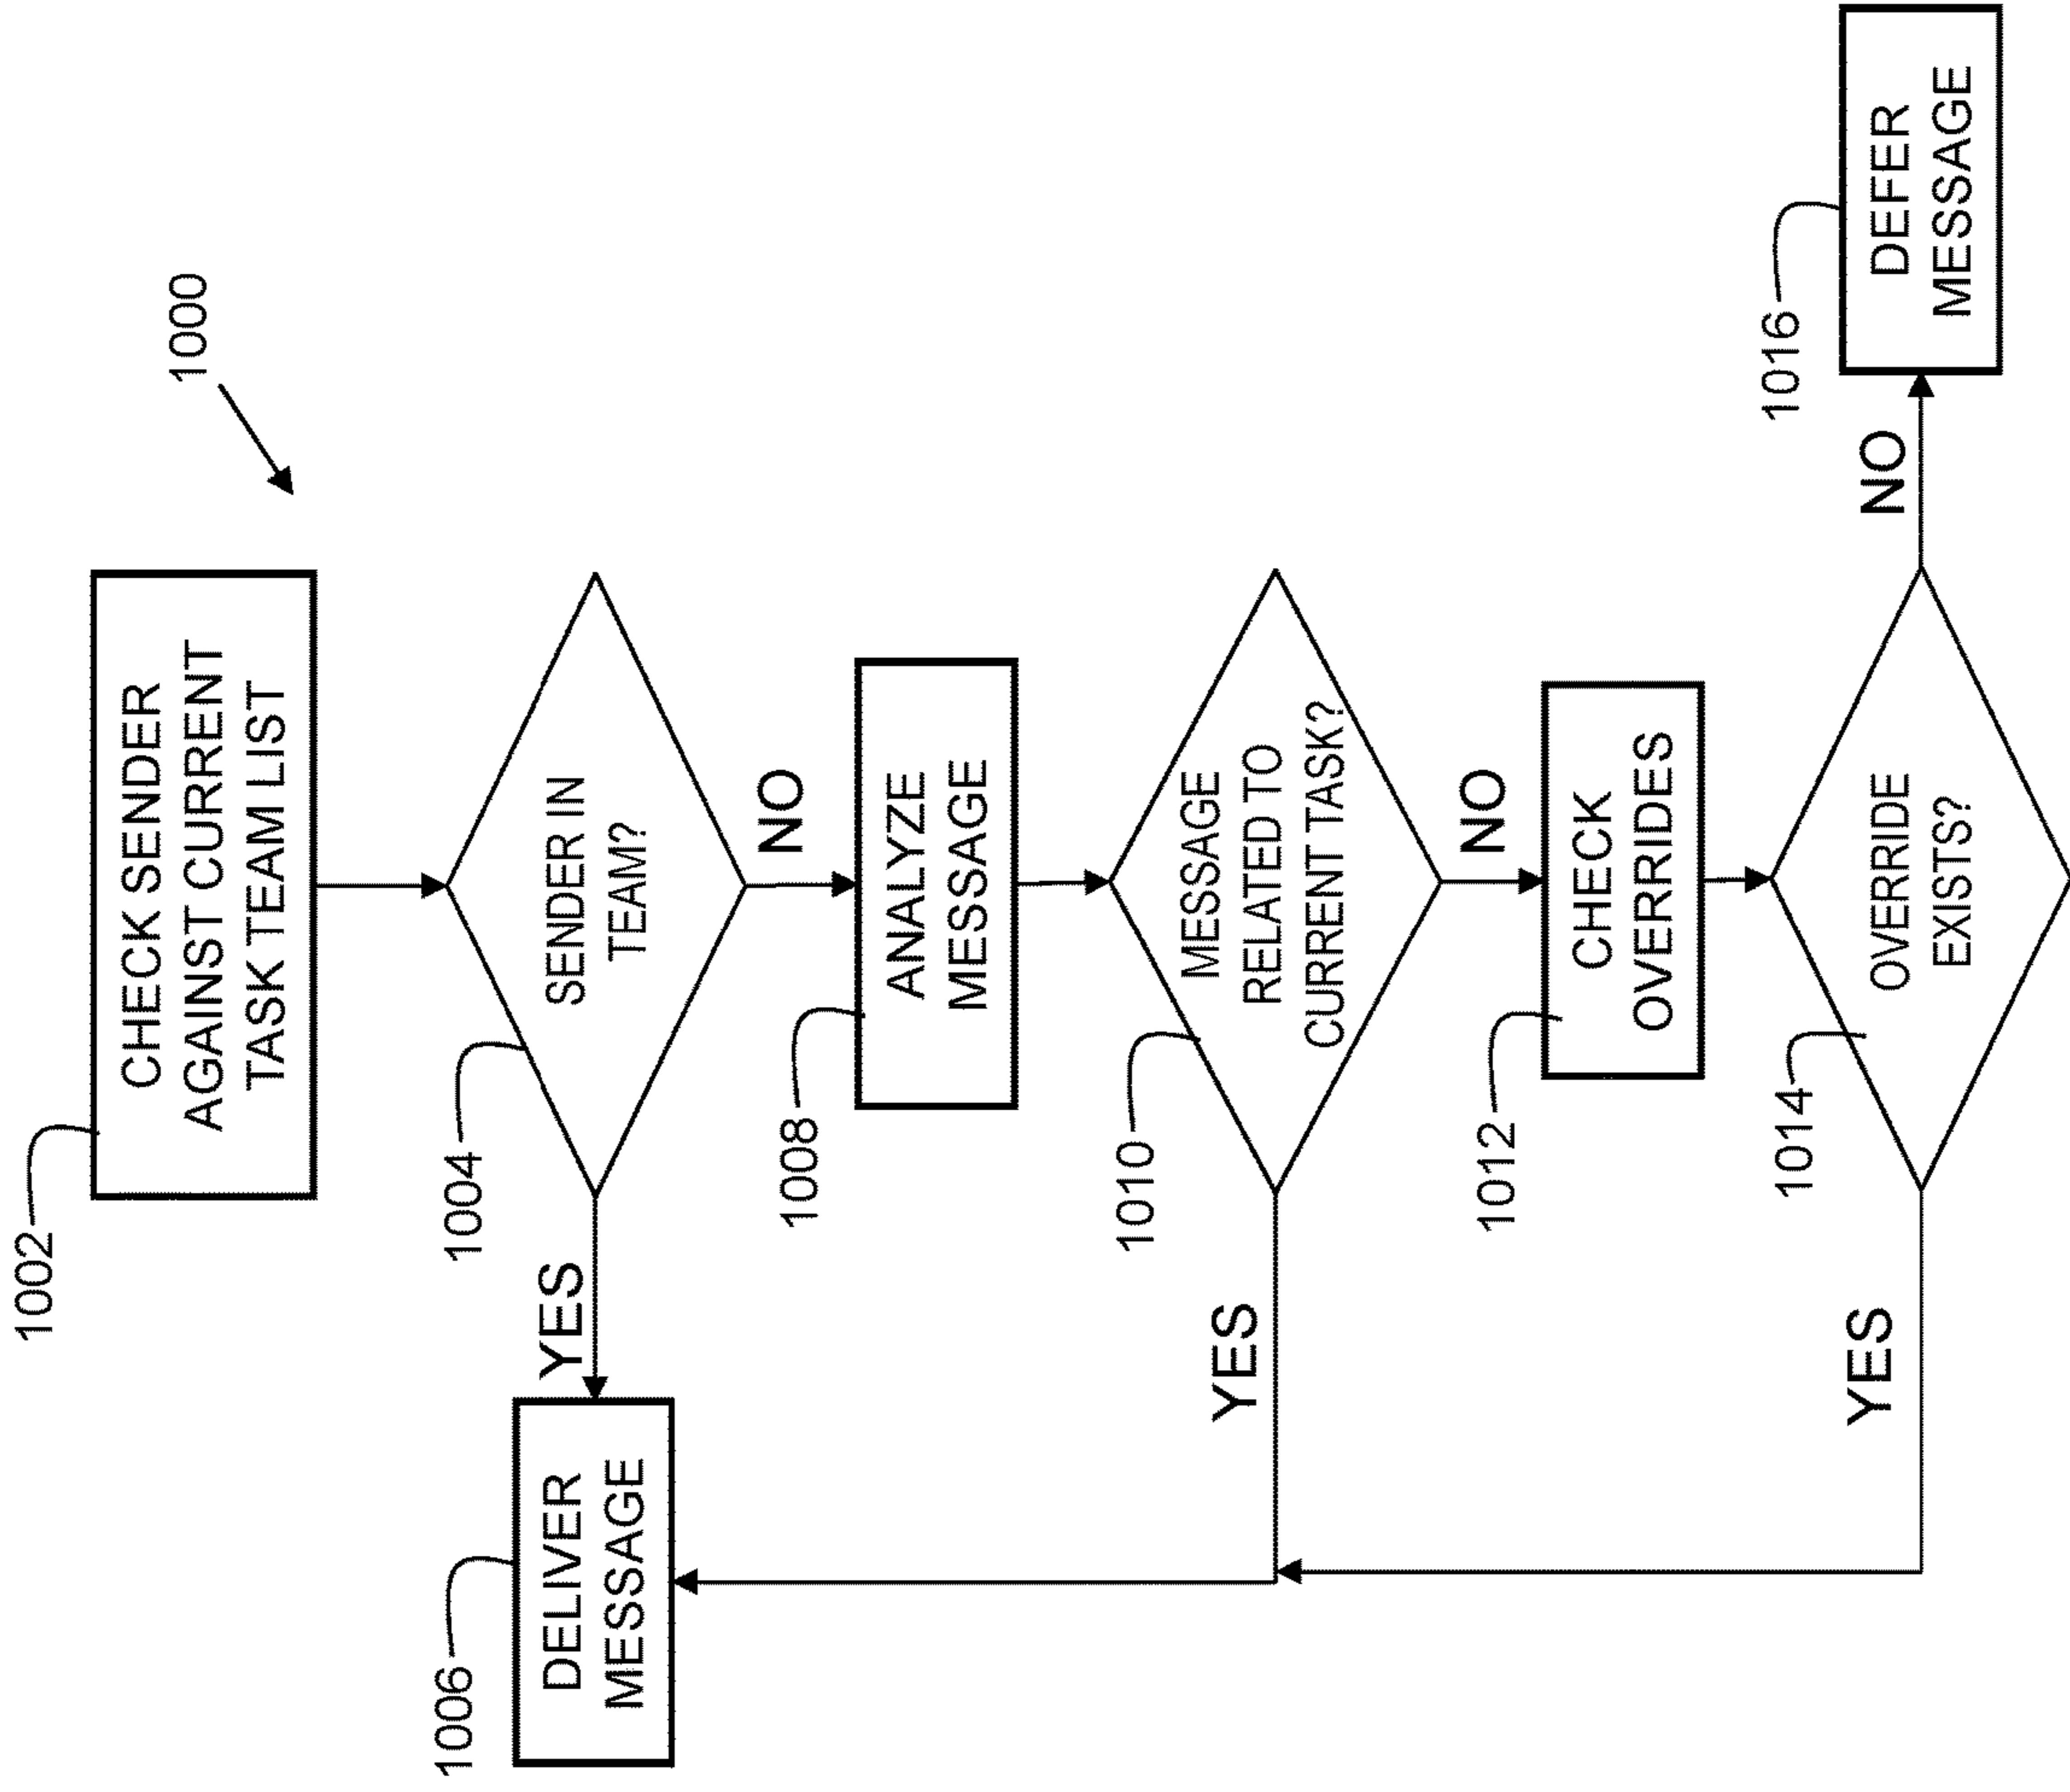 1000
1002
CHECK SENDER
AGAINST CURRENT
TASK TEAM LIST
1004
SENDER IN
TEAM?
YES
NO
1006
DELIVER
MESSAGE
1008
ANALYZE
MESSAGE
1010
MESSAGE
RELATED TO
CURRENT TASK?
YES
NO
1012
CHECK
OVERRIDES
1014
OVERRIDE
EXISTS?
YES
NO
1016
DEFER
MESSAGE